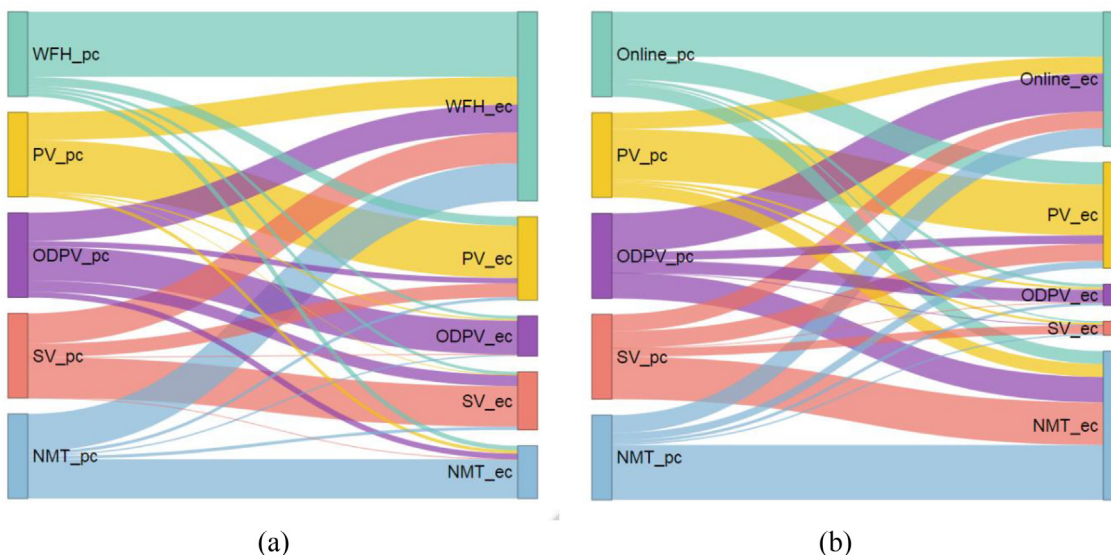 WFH_pc
PV_pc
ODPV_pc
SV_pc
NMT_pc
WFH_ec
PV_ec
ODPV_ec
SV_ec
NMT_ec
(a)
Online_pc
PV_pc
ODPV_pc
SV_pc
NMT_pc
Online_ec
PV_ec
ODPV_ec
SV_ec
NMT_ec
(b)